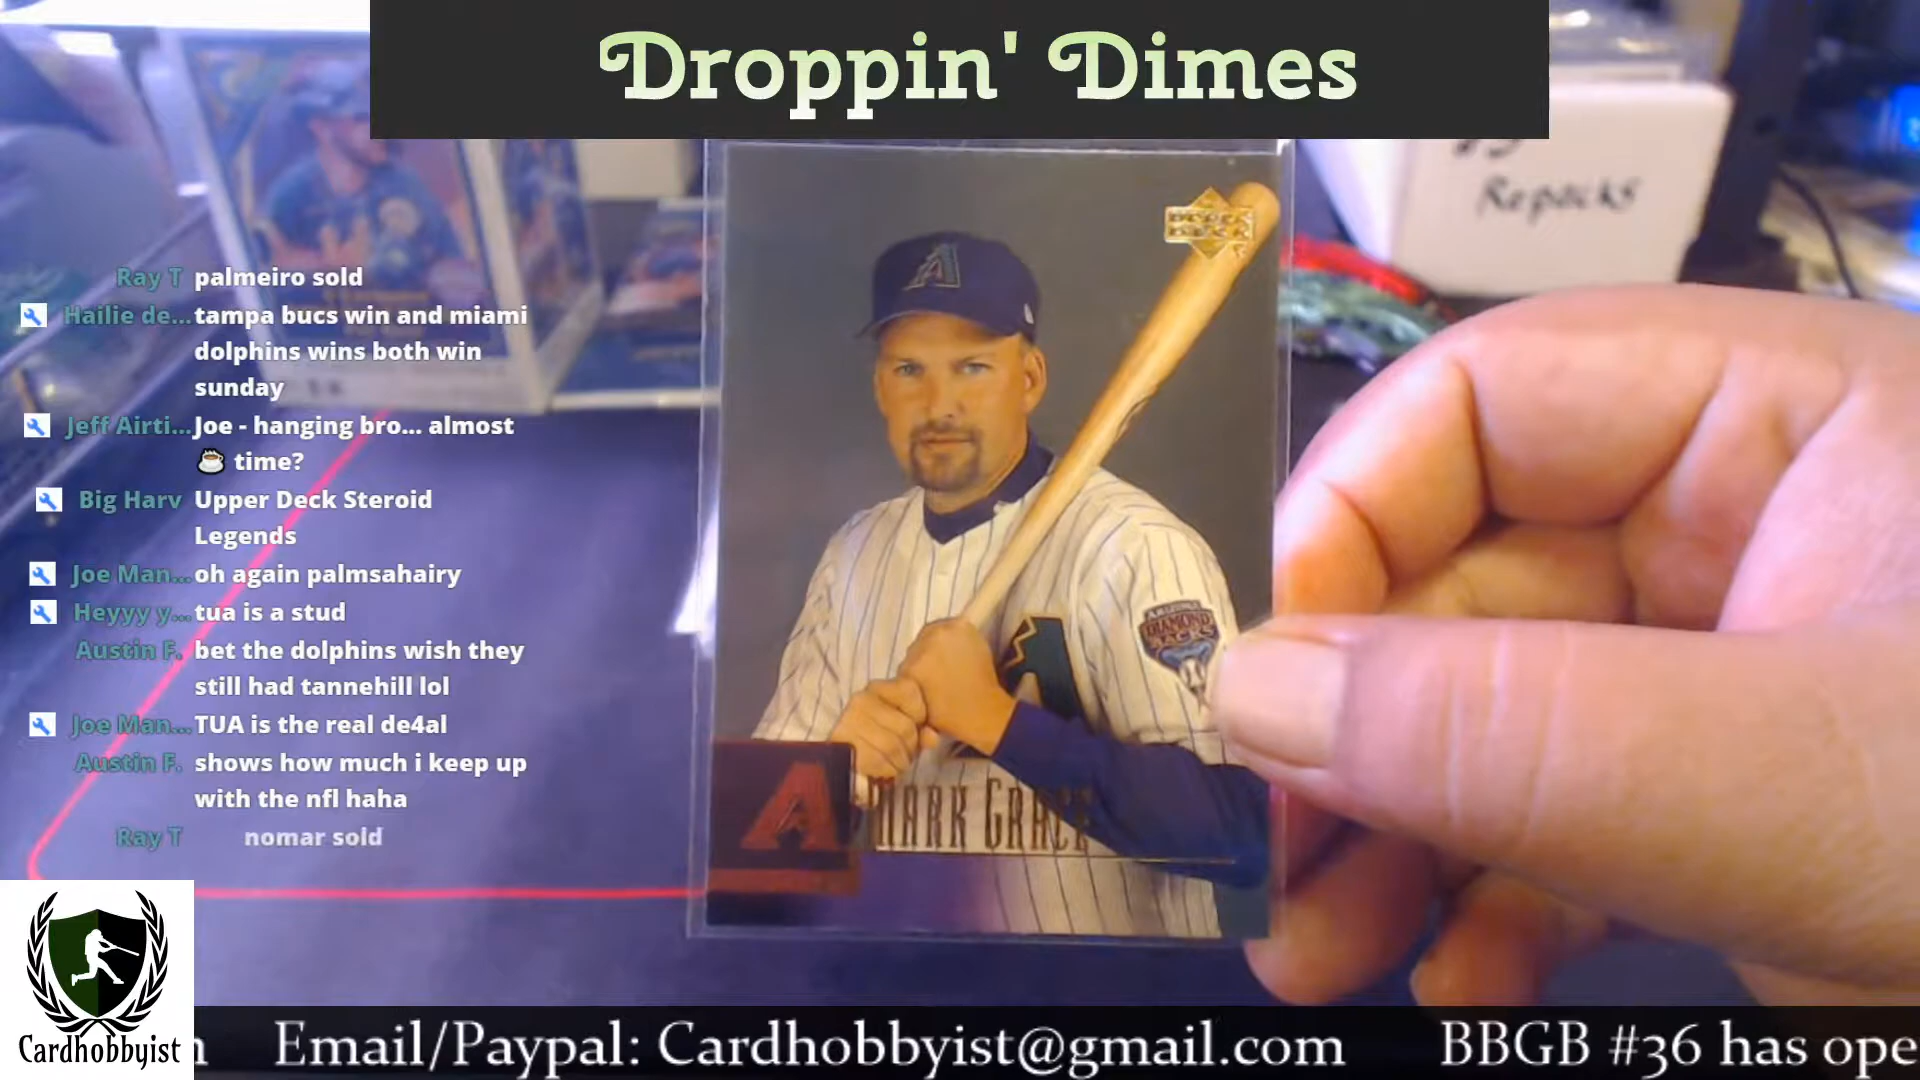 Droppin' Dimes
Repacks
UPPER
DECK
A
ARIZONA
DIAMOND
BACKS
A
A
MARK GRACE
Ray T palmeiro sold
Hailie de... tampa bucs win and miami
dolphins wins both win
sunday
Jeff Airti... Joe - hanging bro... almost
☕ time?
Big Harv Upper Deck Steroid
Legends
Joe Man... oh again palmsahairy
Heyyy y... tua is a stud
Austin F. bet the dolphins wish they
still had tannehill lol
Joe Man... TUA is the real de4al
Austin F. shows how much i keep up
with the nfl haha
Ray T nomar sold
Cardhobbyist
Email/Paypal: Cardhobbyist@gmail.com BBGB #36 has ope